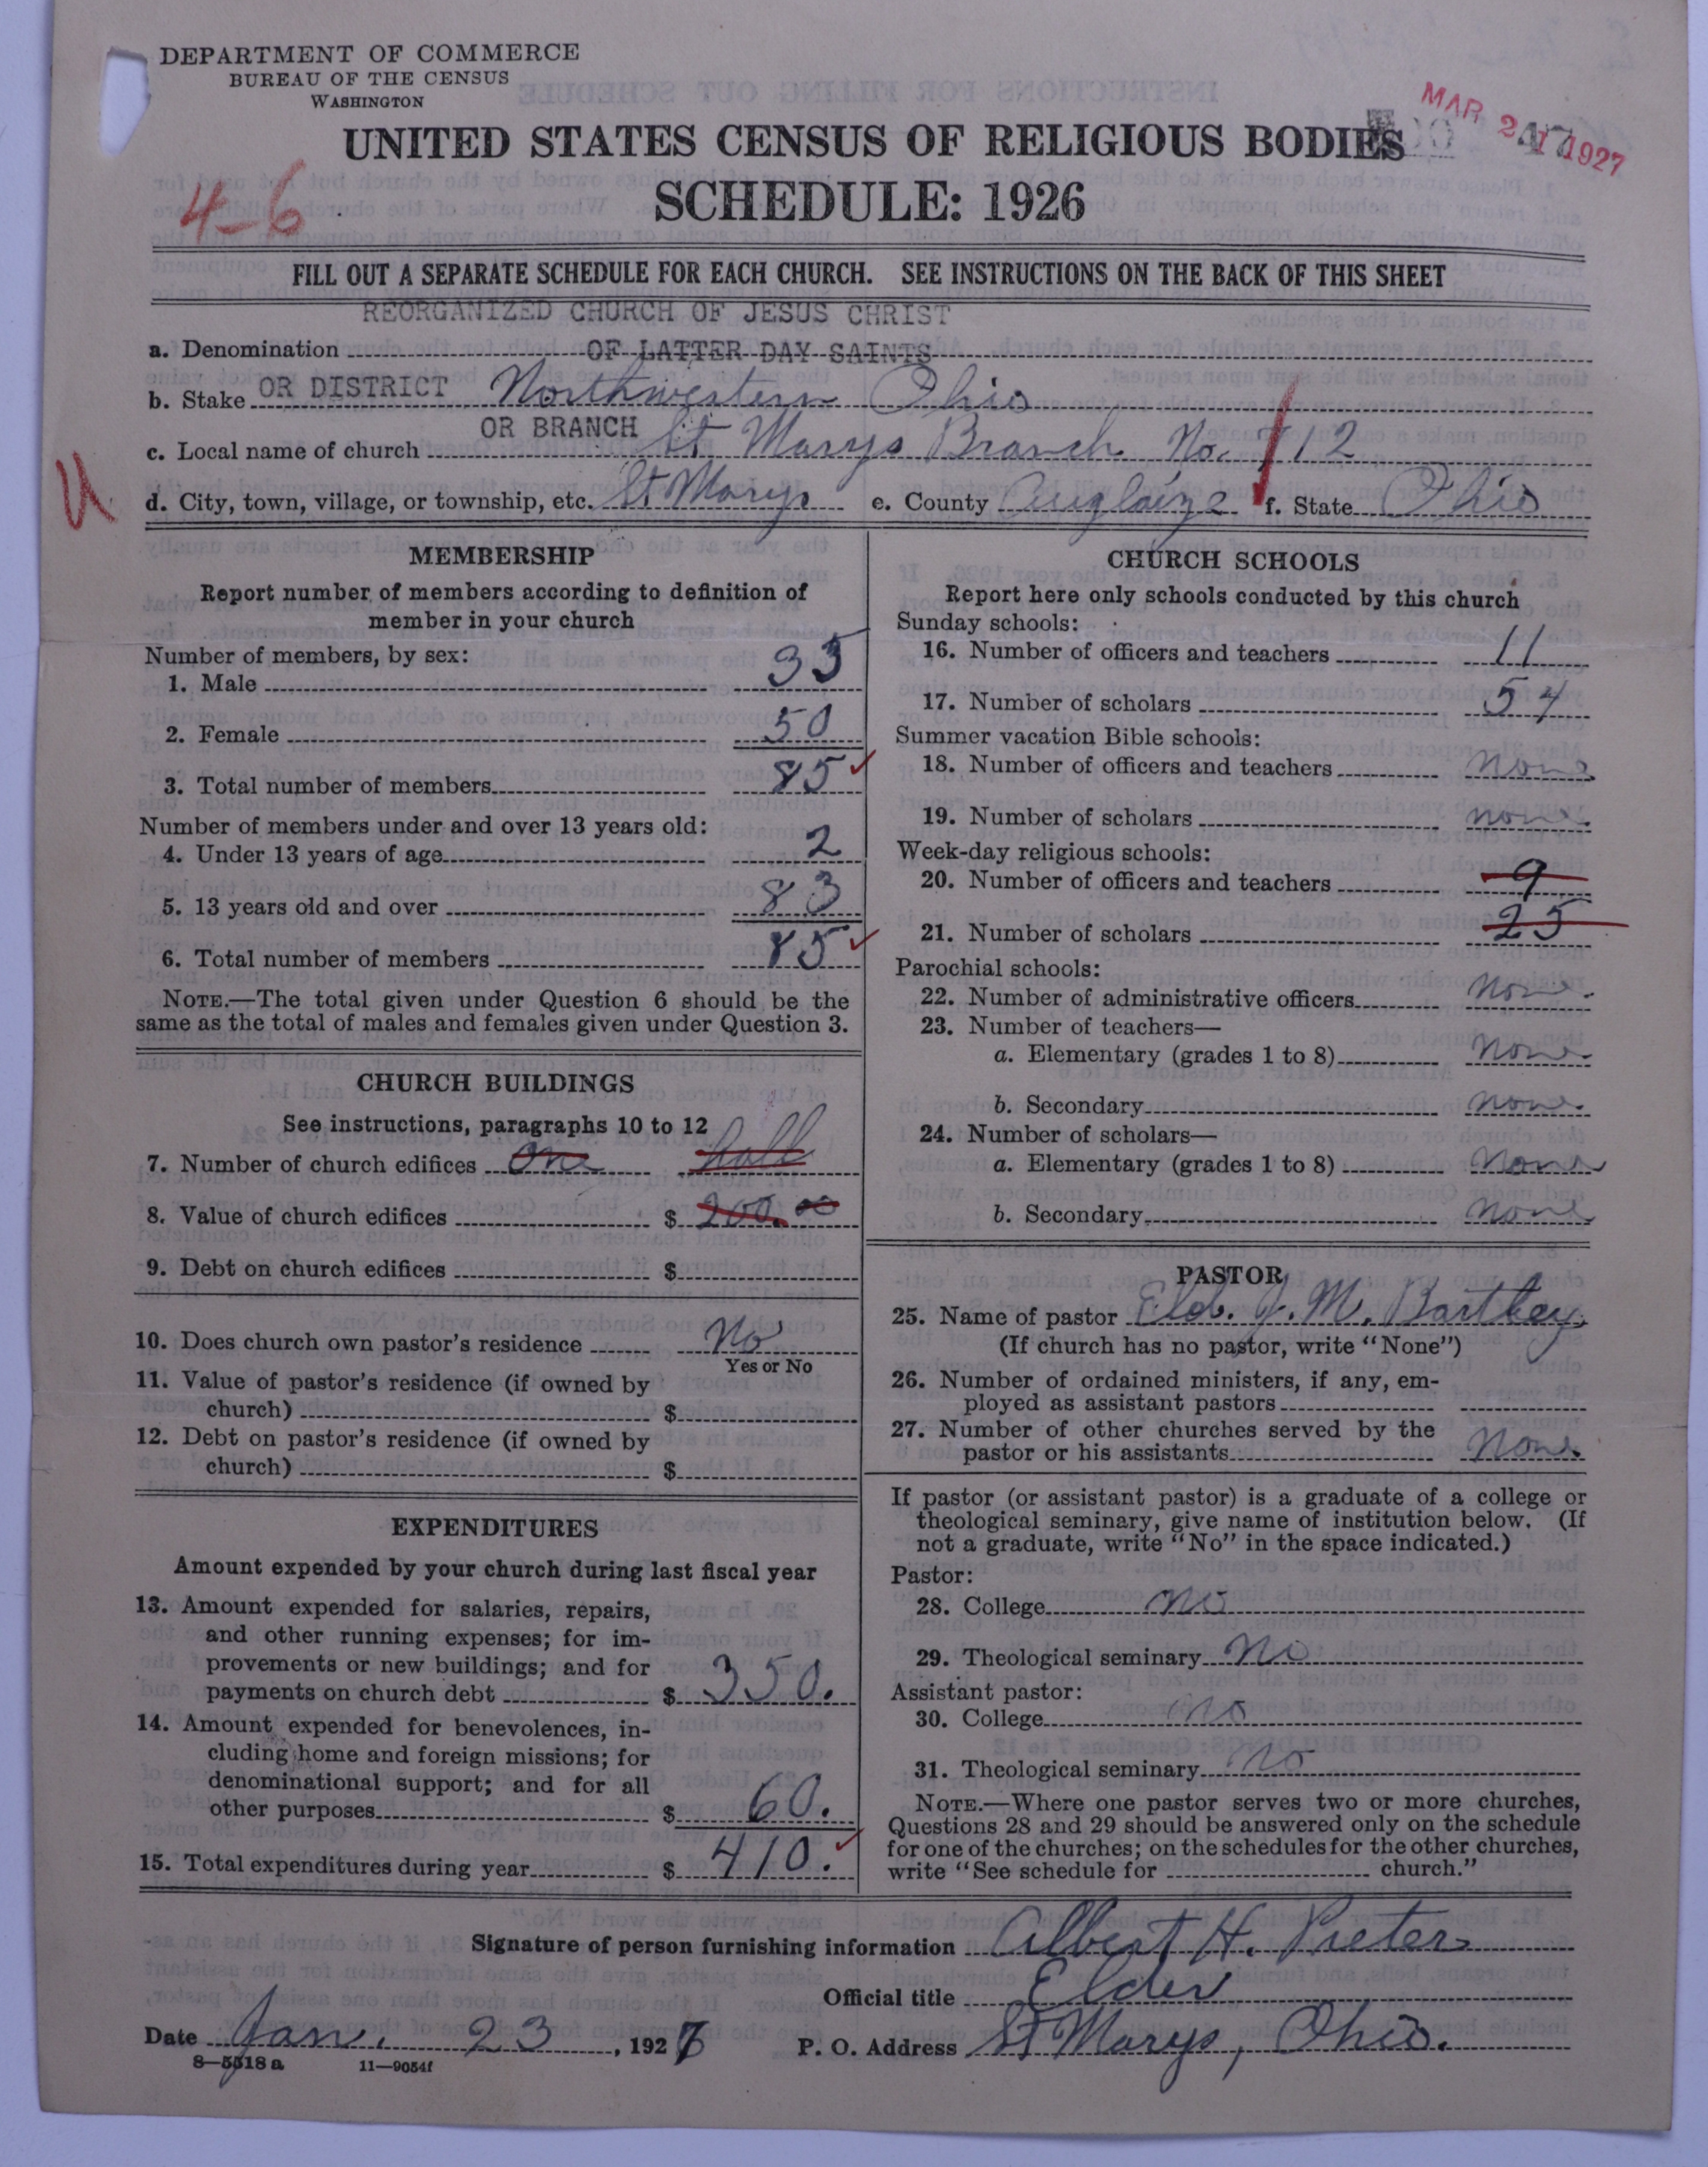 DEPARTMENT OF COMMERCE
BUREAU OF THE CENSUS
WASHINGTON
MAR 21 1927
UNITED STATES CENSUS OF RELIGIOUS BODIES
4-6
SCHEDULE: 1926
FILL OUT A SEPARATE SCHEDULE FOR EACH CHURCH. SEE INSTRUCTIONS ON THE BACK OF THIS SHEET
REORGANIZED CHURCH OF JESUS CHRIST
a. Denomination OF LATTER DAY SAINTS
b. Stake OR DISTRICT Northwestern Ohio
OR BRANCH
c. Local name of church St Marys Branch No. 712
U
d. City, town, village, or township, etc. St Marys e. County Auglaize f. State Ohio
MEMBERSHIP
Report number of members according to definition of
member in your church
Number of members, by sex:
1. Male 35
2. Female 50
3. Total number of members 85
Number of members under and over 13 years old:
4. Under 13 years of age 2
5. 13 years old and over 83
6. Total number of members 85
NOTE.—The total given under Question 6 should be the
same as the total of males and females given under Question 3.
CHURCH BUILDINGS
See instructions, paragraphs 10 to 12
7. Number of church edifices One hall
8. Value of church edifices $ 200.00
9. Debt on church edifices $
10. Does church own pastor's residence No
Yes or No
11. Value of pastor's residence (if owned by
church) $
12. Debt on pastor's residence (if owned by
church) $
EXPENDITURES
Amount expended by your church during last fiscal year
13. Amount expended for salaries, repairs,
and other running expenses; for im-
provements or new buildings; and for
payments on church debt $ 350.
14. Amount expended for benevolences, in-
cluding home and foreign missions; for
denominational support; and for all
other purposes $ 60.
15. Total expenditures during year $ 410.
CHURCH SCHOOLS
Report here only schools conducted by this church
Sunday schools:
16. Number of officers and teachers 11
17. Number of scholars 54
Summer vacation Bible schools:
18. Number of officers and teachers None
19. Number of scholars none.
Week-day religious schools:
20. Number of officers and teachers 9
21. Number of scholars 25
Parochial schools:
22. Number of administrative officers None.
23. Number of teachers—
a. Elementary (grades 1 to 8) None
b. Secondary None.
24. Number of scholars—
a. Elementary (grades 1 to 8) None
b. Secondary None
PASTOR
25. Name of pastor Eld. J. M. Bartley.
(If church has no pastor, write "None")
26. Number of ordained ministers, if any, em-
ployed as assistant pastors
27. Number of other churches served by the
pastor or his assistants None.
If pastor (or assistant pastor) is a graduate of a college or
theological seminary, give name of institution below. (If
not a graduate, write "No" in the space indicated.)
Pastor:
28. College No
29. Theological seminary No
Assistant pastor:
30. College No
31. Theological seminary No
NOTE.—Where one pastor serves two or more churches,
Questions 28 and 29 should be answered only on the schedule
for one of the churches; on the schedules for the other churches,
write "See schedule for church."
Signature of person furnishing information Albert H. Pieter
Official title Elder
Date Jan. 23, 1927 P. O. Address St Marys, Ohio.
8—5518 a 11—9054f